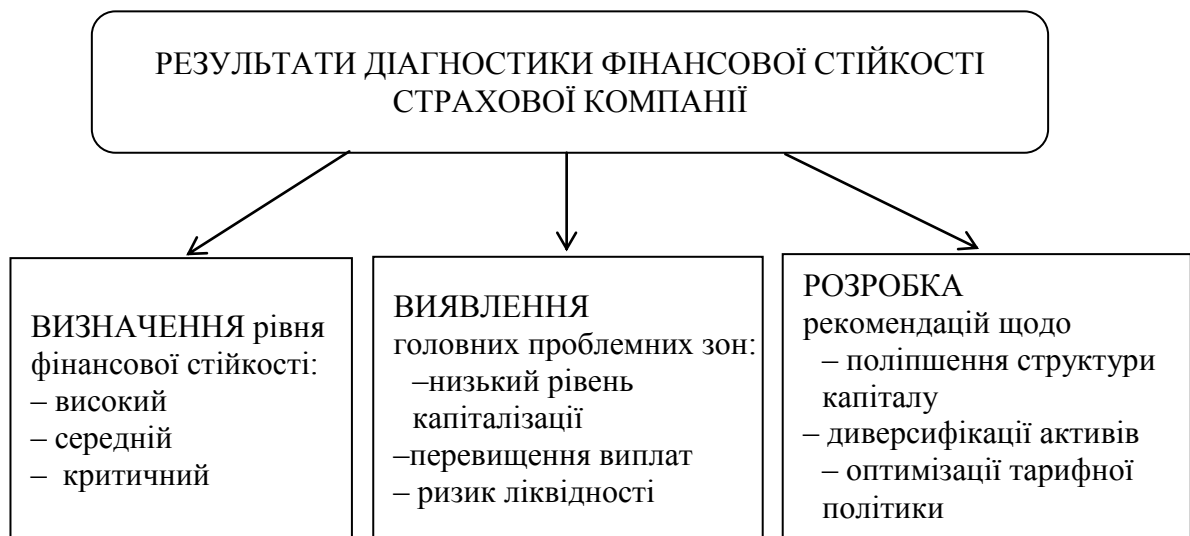 РЕЗУЛЬТАТИ ДІАГНОСТИКИ ФІНАНСОВОЇ СТІЙКОСТІ
СТРАХОВОЇ КОМПАНІЇ
ВИЗНАЧЕННЯ рівня
фінансової стійкості:
– високий
– середній
– критичний
ВИЯВЛЕННЯ
головних проблемних зон:
–низький рівень
капіталізації
–перевищення виплат
– ризик ліквідності
РОЗРОБКА
рекомендацій щодо
– поліпшення структури
капіталу
– диверсифікації активів
– оптимізації тарифної
політики